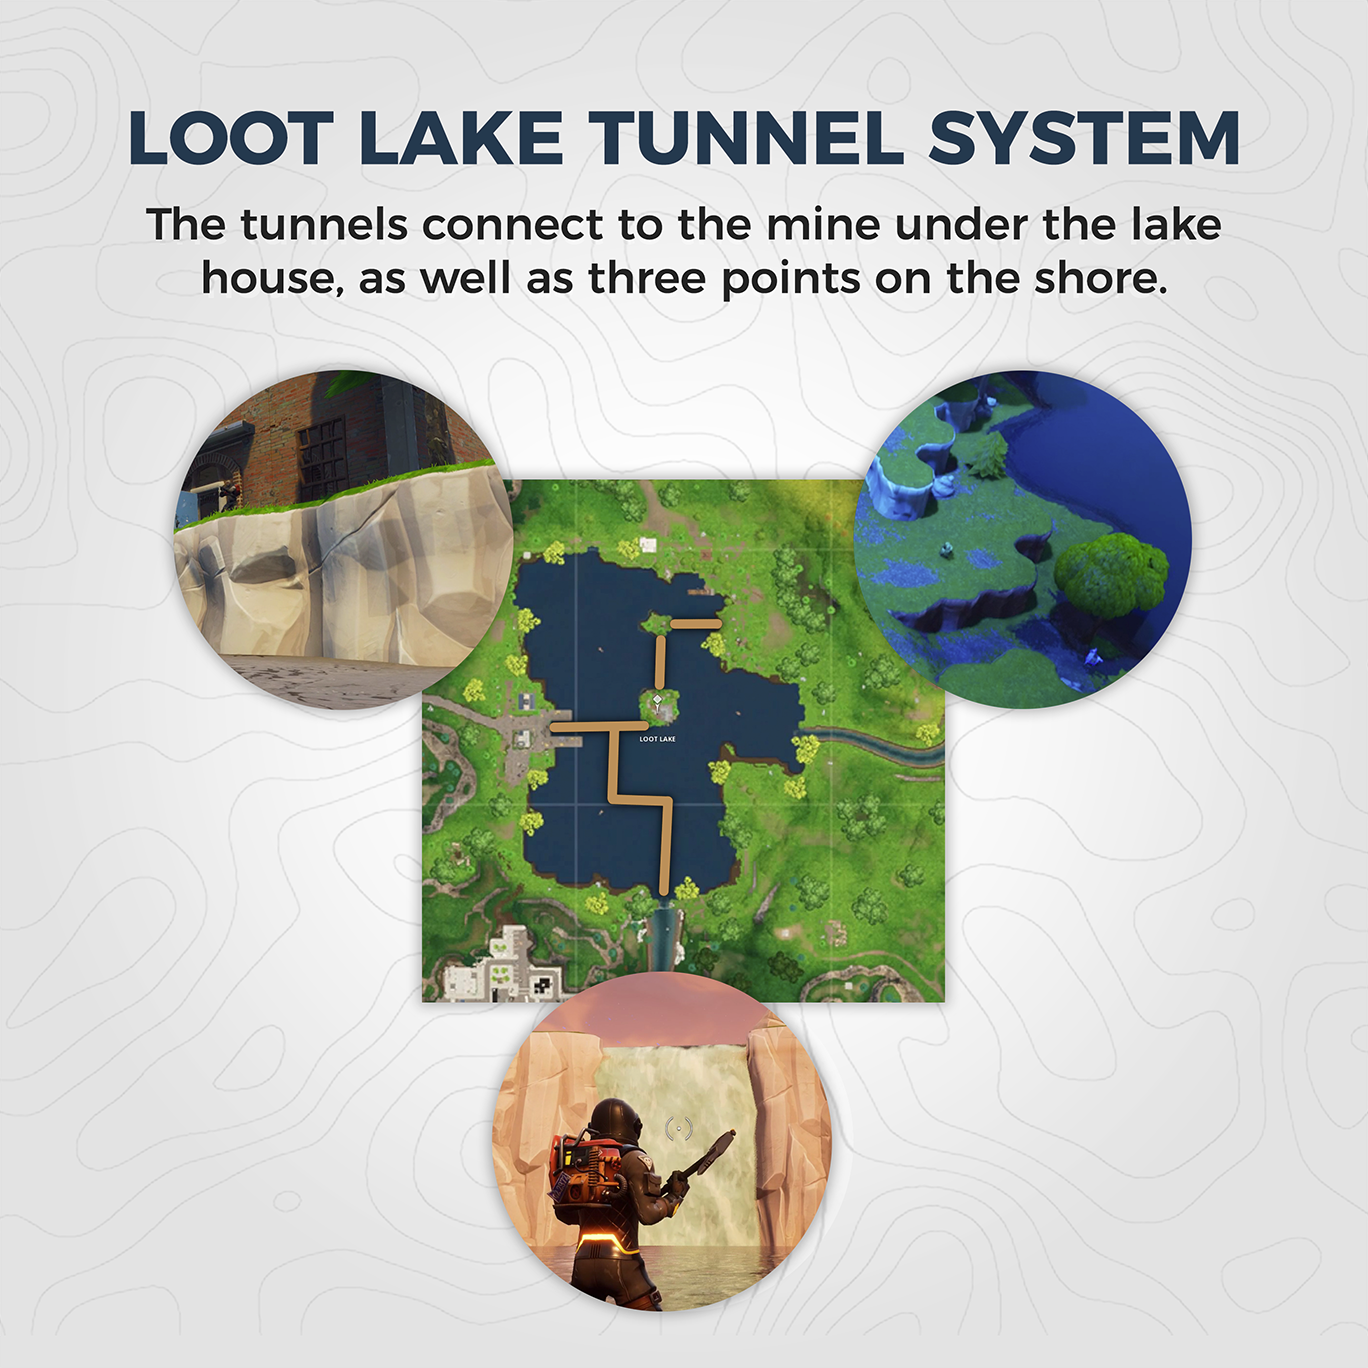 LOOT LAKE TUNNEL SYSTEM
The tunnels connect to the mine under the lake
house, as well as three points on the shore.
LOOT LAKE